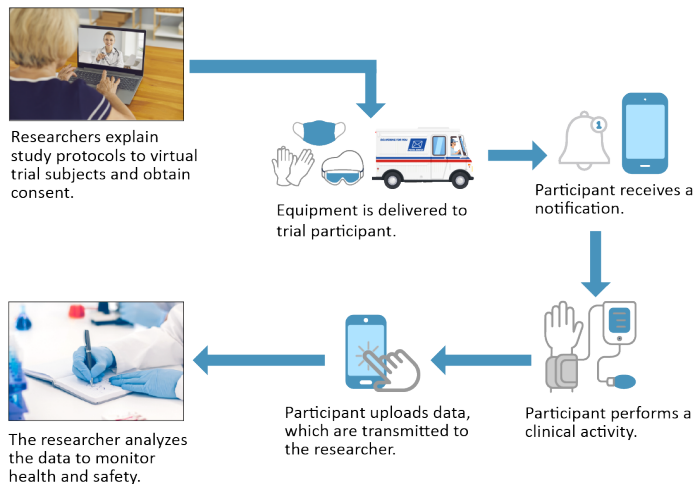 Researchers explain
study protocols to virtual
trial subjects and obtain
consent.
Equipment is delivered to
trial participant.
1
Participant receives a
notification.
Participant performs a
clinical activity.
Participant uploads data,
which are transmitted to
the researcher.
The researcher analyzes
the data to monitor
health and safety.